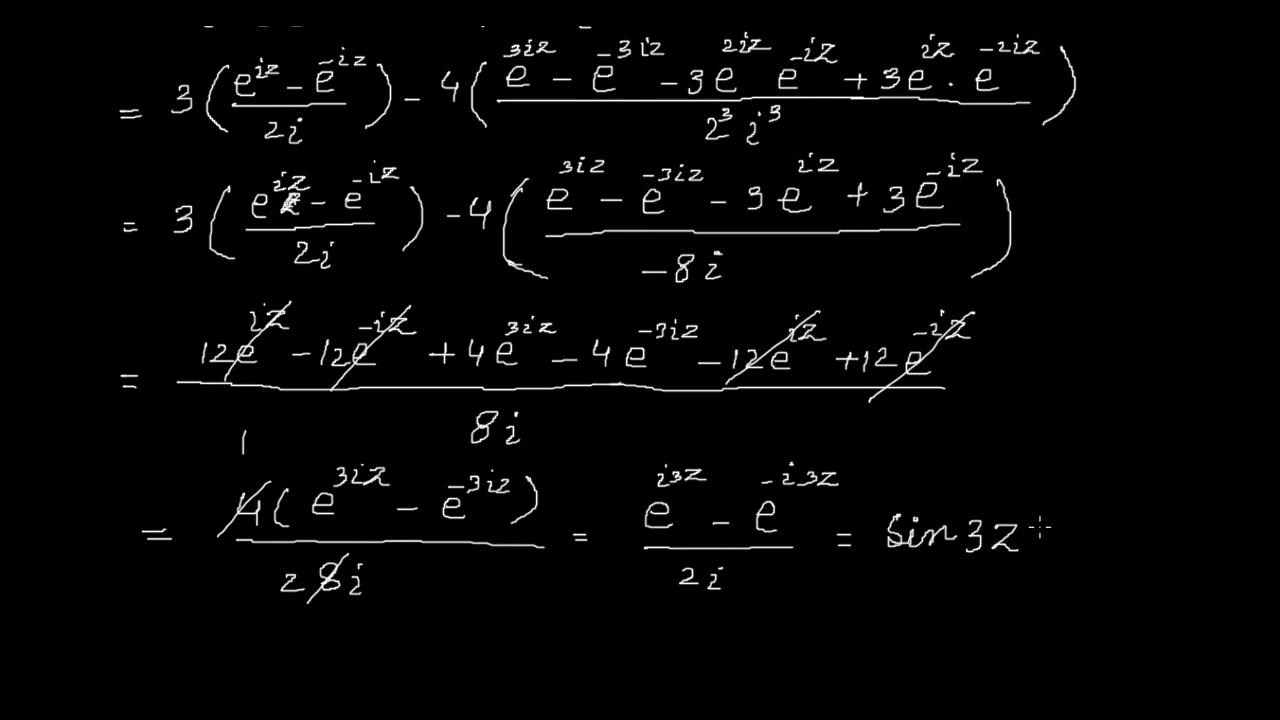 = 3 ( (e^{iz} - e^{-iz}) / 2i ) - 4 ( (e^{3iz} - e^{-3iz} - 3e^{2iz} e^{-iz} + 3e^{iz} . e^{-2iz}) / 2^3 i^3 )
= 3 ( (e^{iz} - e^{-iz}) / 2i ) - 4 ( (e^{3iz} - e^{-3iz} - 3e^{iz} + 3e^{-iz}) / -8i )
= (12e^{iz} - 12e^{-iz} + 4e^{3iz} - 4e^{-3iz} - 12e^{iz} + 12e^{-iz}) / 8i
= 1 4(e^{3iz} - e^{-3iz}) / 2 8i = (e^{i3z} - e^{-i3z}) / 2i = Sin 3z